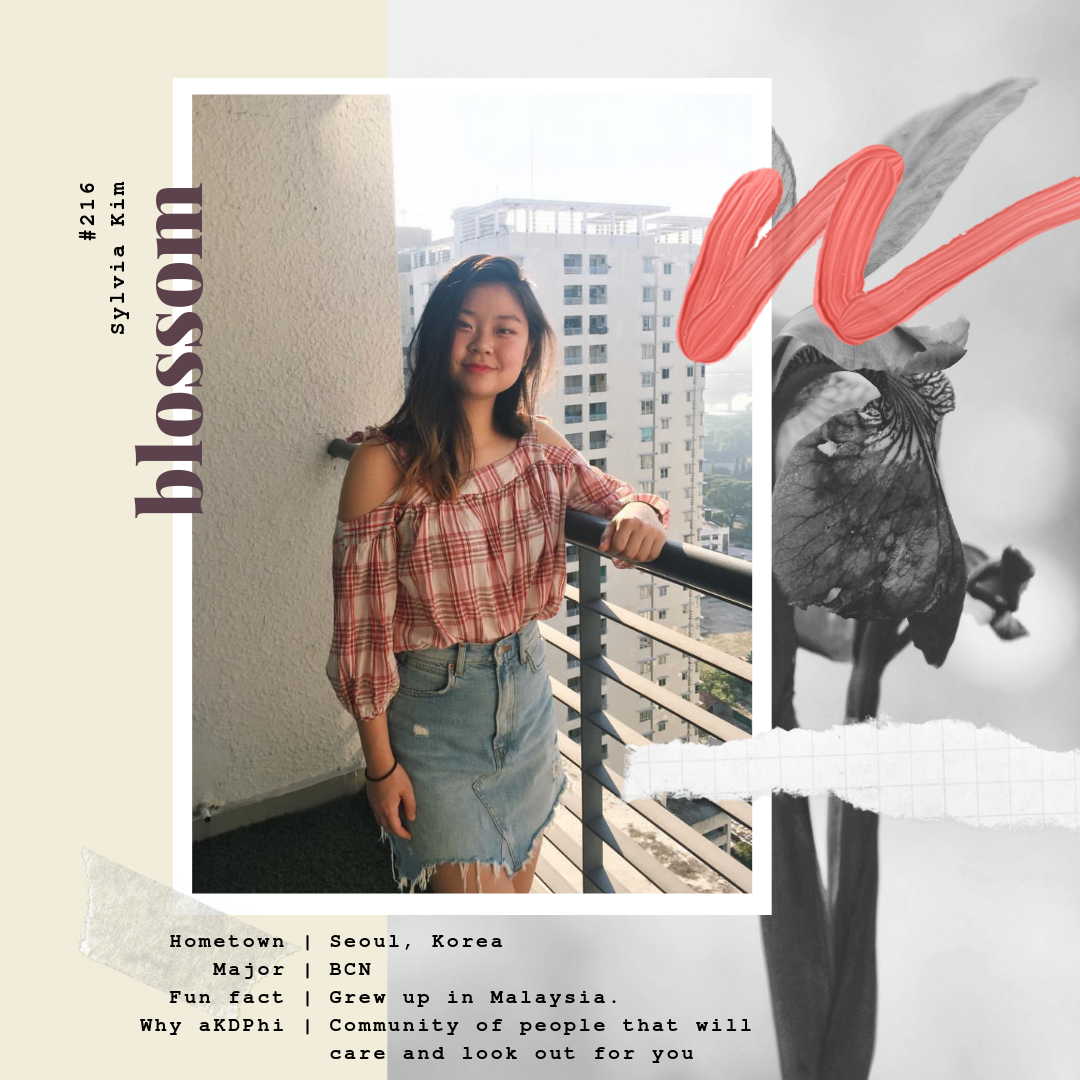 #216
Sylvia Kim
blossom
Hometown | Seoul, Korea
Major | BCN
Fun fact | Grew up in Malaysia.
Why aKDPhi | Community of people that will
care and look out for you